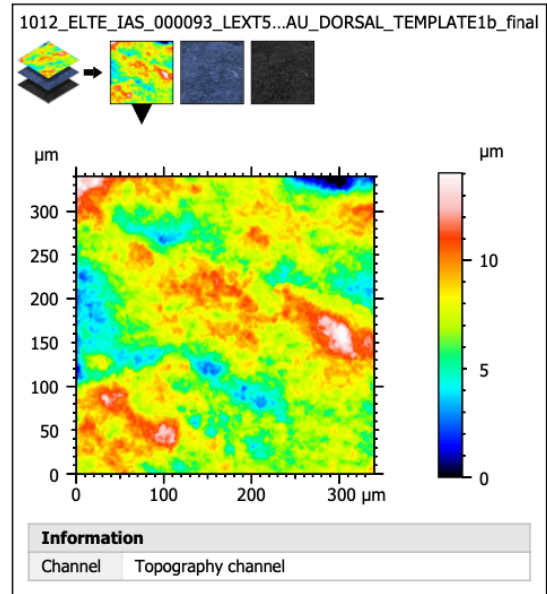 1012_ELTE_IAS_000093_LEXT5...AU_DORSAL_TEMPLATE1b_final
µm
µm
300
250
200
150
100
50
0
0 100 200 300 µm
10
5
0
Information
Channel Topography channel